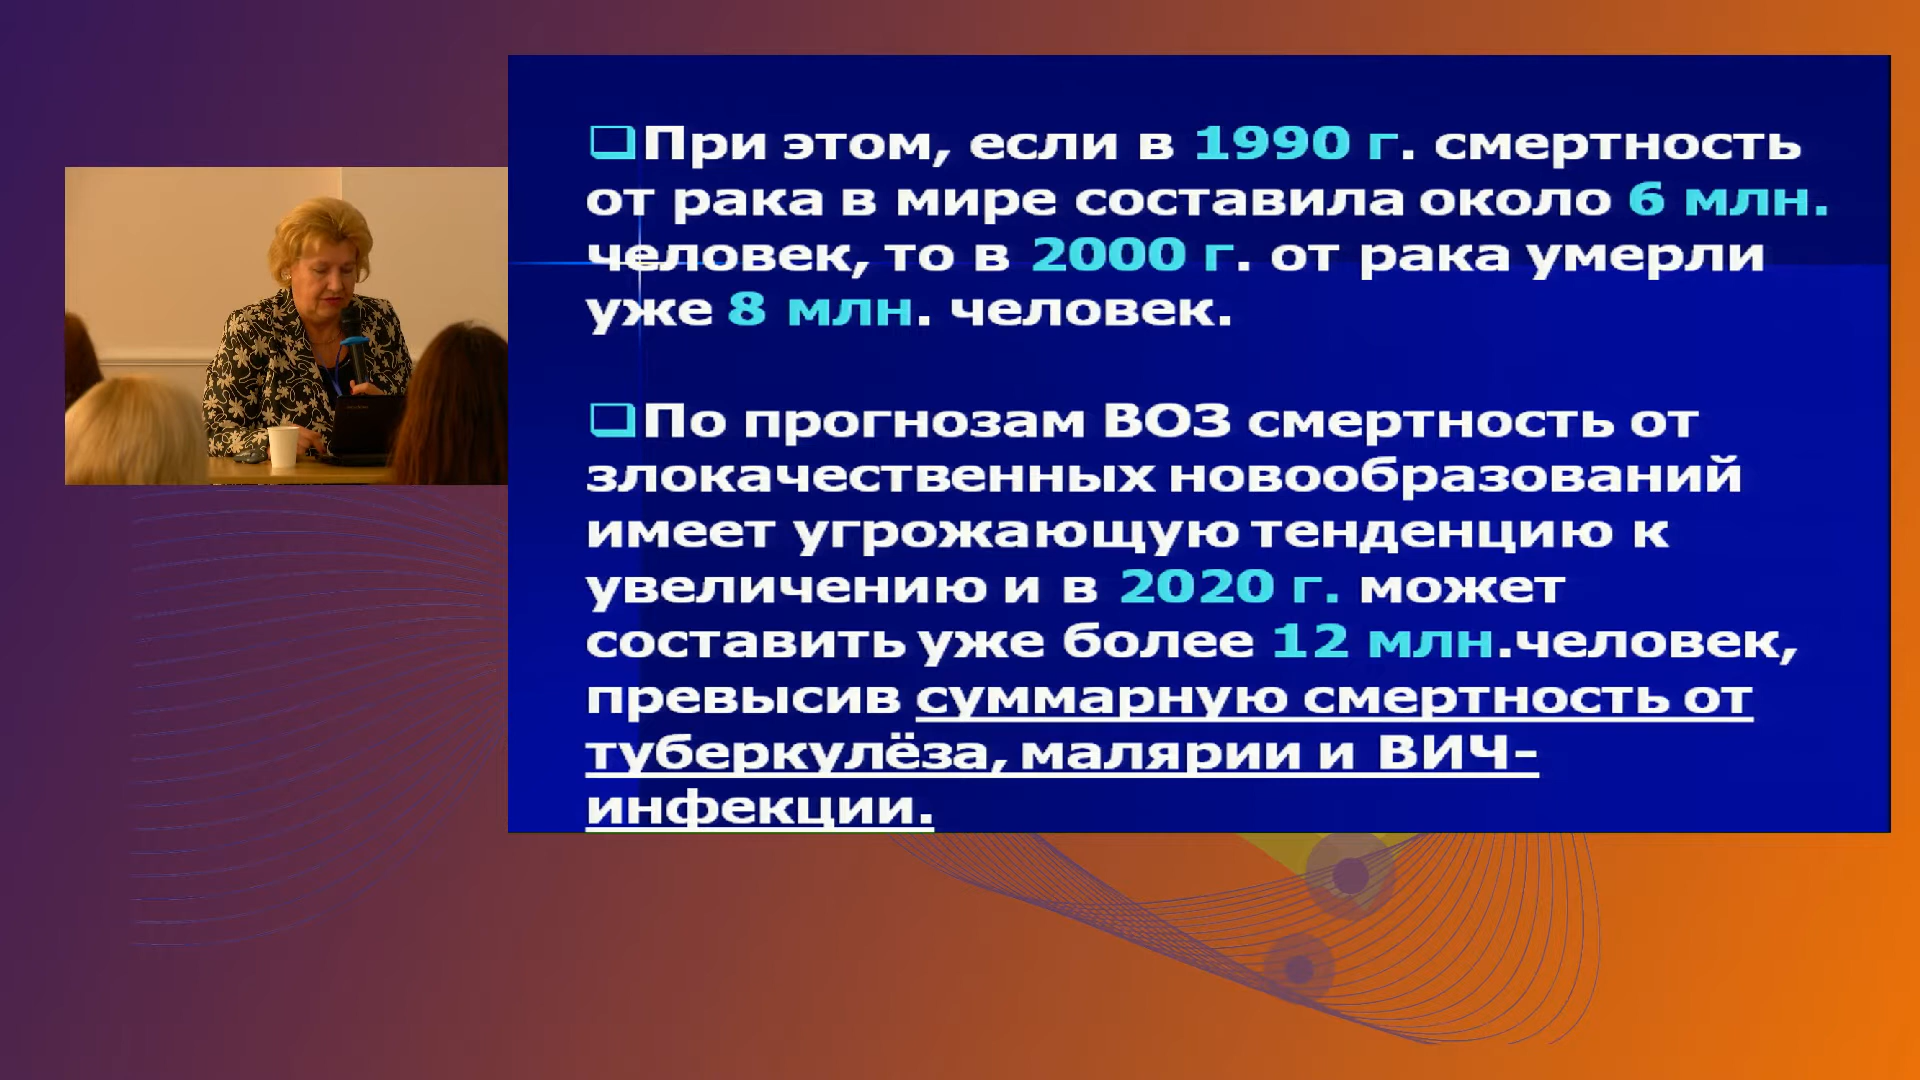 При этом, если в 1990 г. смертность
от рака в мире составила около 6 млн.
человек, то в 2000 г. от рака умерли
уже 8 млн. человек.
По прогнозам ВОЗ смертность от
злокачественных новообразований
имеет угрожающую тенденцию к
увеличению и в 2020 г. может
составить уже более 12 млн.человек,
превысив суммарную смертность от
туберкулёза, малярии и ВИЧ-
инфекции.